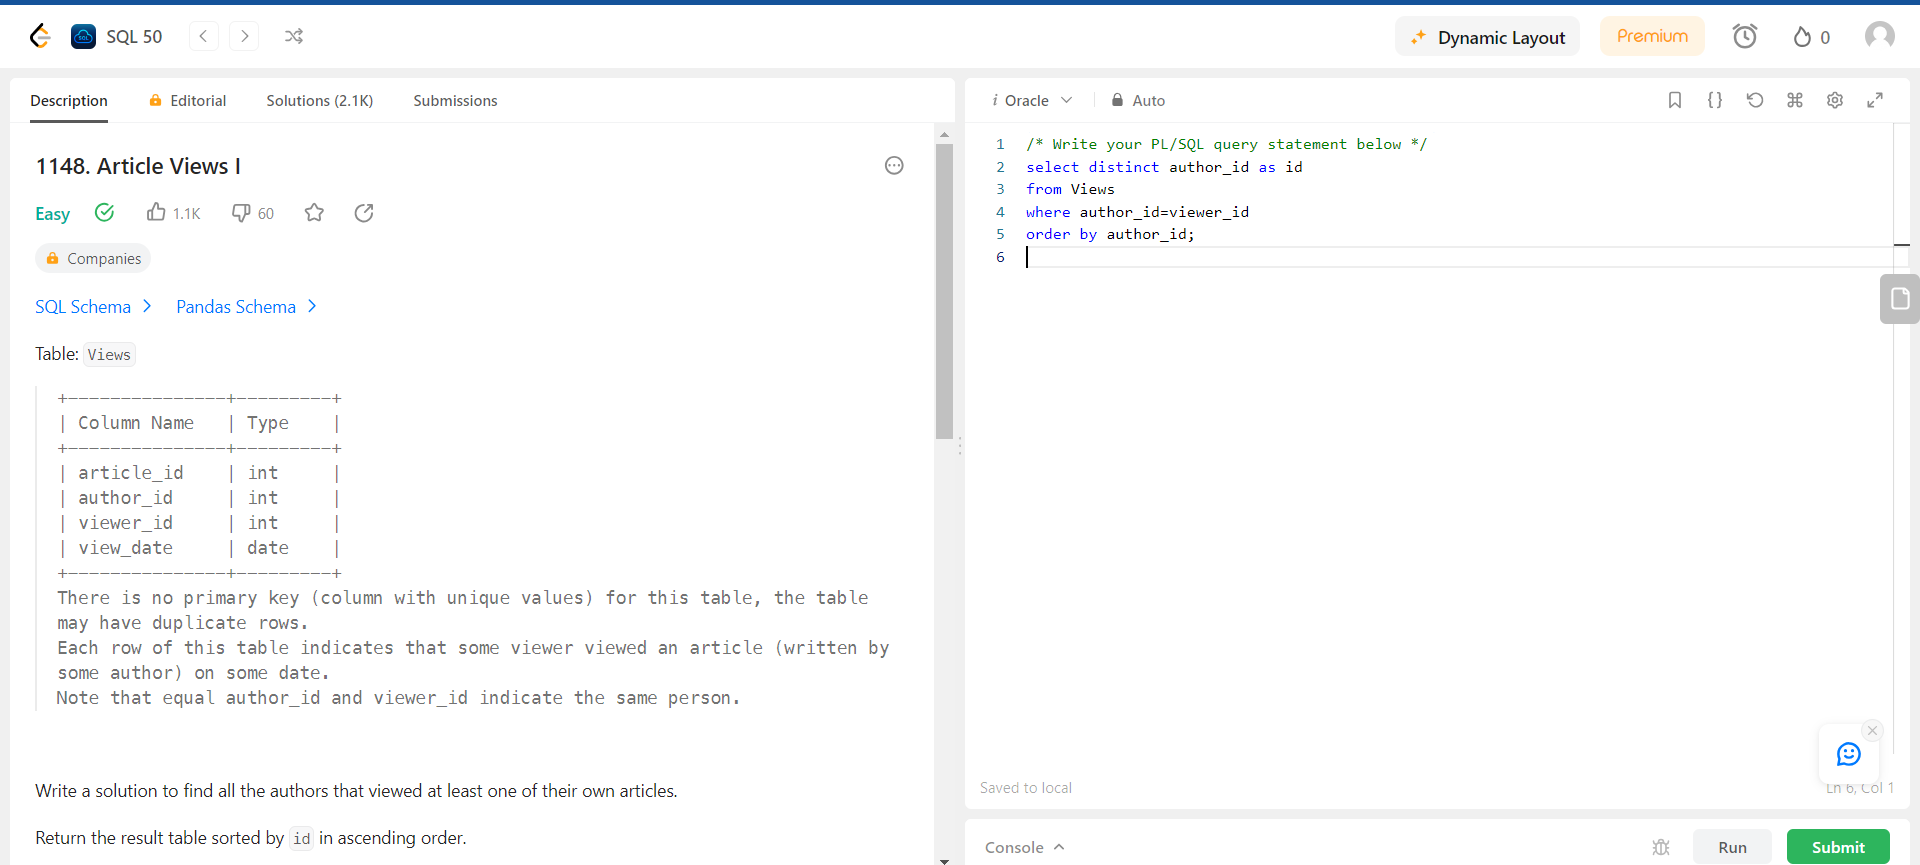 SQL 50
Dynamic Layout
Premium
0
Description
Editorial
Solutions (2.1K)
Submissions
1148. Article Views I
Easy
1.1K
60
Companies
SQL Schema
Pandas Schema
Table: Views
+---------------+---------+
| Column Name   | Type    |
+---------------+---------+
| article_id    | int     |
| author_id     | int     |
| viewer_id     | int     |
| view_date     | date    |
+---------------+---------+
There is no primary key (column with unique values) for this table, the table
may have duplicate rows.
Each row of this table indicates that some viewer viewed an article (written by
some author) on some date.
Note that equal author_id and viewer_id indicate the same person.
Write a solution to find all the authors that viewed at least one of their own articles.
Return the result table sorted by id in ascending order.
i Oracle
Auto
1 /* Write your PL/SQL query statement below */
2 select distinct author_id as id
3 from Views
4 where author_id=viewer_id
5 order by author_id;
6
Saved to local
Ln 6, Col 1
Console
Run
Submit